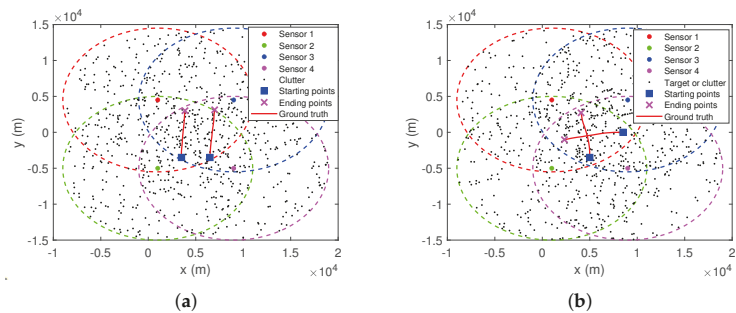 ×10⁴
1.5
1
0.5
0
-0.5
-1
-1.5
y (m)
-1
-0.5
0
0.5
1
1.5
2
x (m)
×10⁴
Sensor 1
Sensor 2
Sensor 3
Sensor 4
Clutter
Starting points
Ending points
Ground truth
(a)
×10⁴
1.5
1
0.5
0
-0.5
-1
-1.5
y (m)
-1
-0.5
0
0.5
1
1.5
2
x (m)
×10⁴
Sensor 1
Sensor 2
Sensor 3
Sensor 4
Target or clutter
Starting points
Ending points
Ground truth
(b)